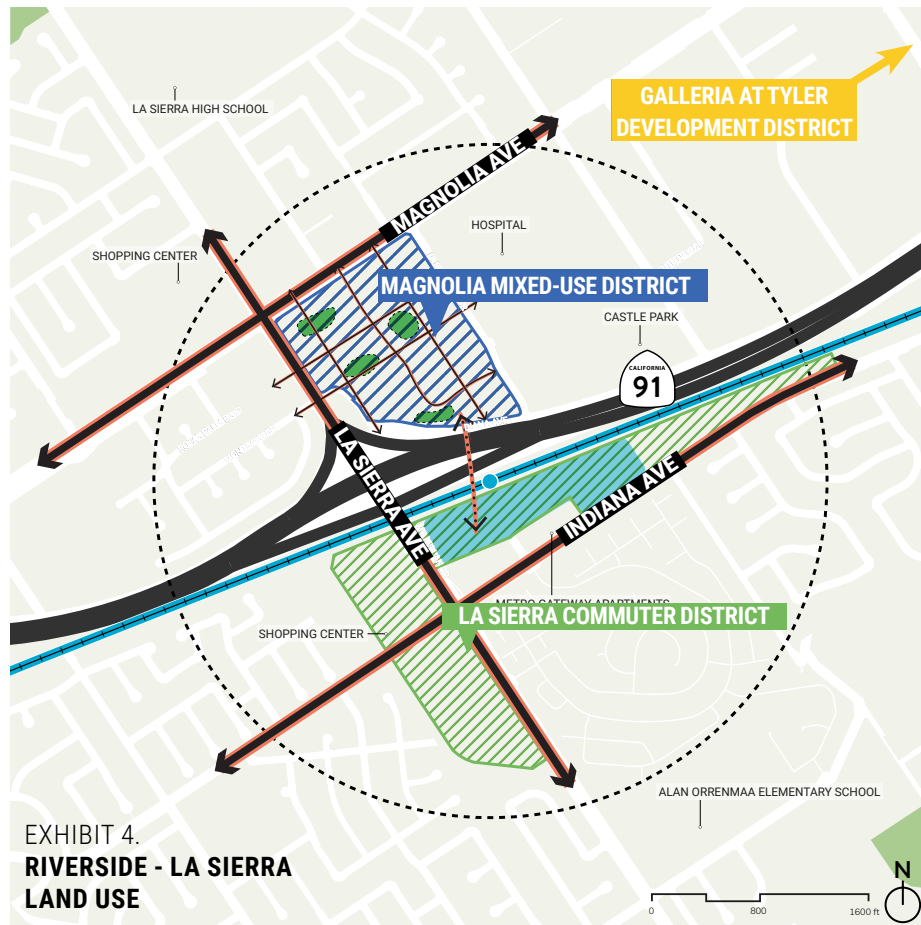 LA SIERRA HIGH SCHOOL
GALLERIA AT TYLER
DEVELOPMENT DISTRICT
MAGNOLIA AVE
HOSPITAL
SHOPPING CENTER
MAGNOLIA MIXED-USE DISTRICT
CASTLE PARK
CALIFORNIA
91
LA SIERRA AVE
INDIANA AVE
METRO GATEWAY APARTMENTS
LA SIERRA COMMUTER DISTRICT
SHOPPING CENTER
ALAN ORRENMAA ELEMENTARY SCHOOL
EXHIBIT 4.
RIVERSIDE - LA SIERRA
LAND USE
N
0 800 1600 ft